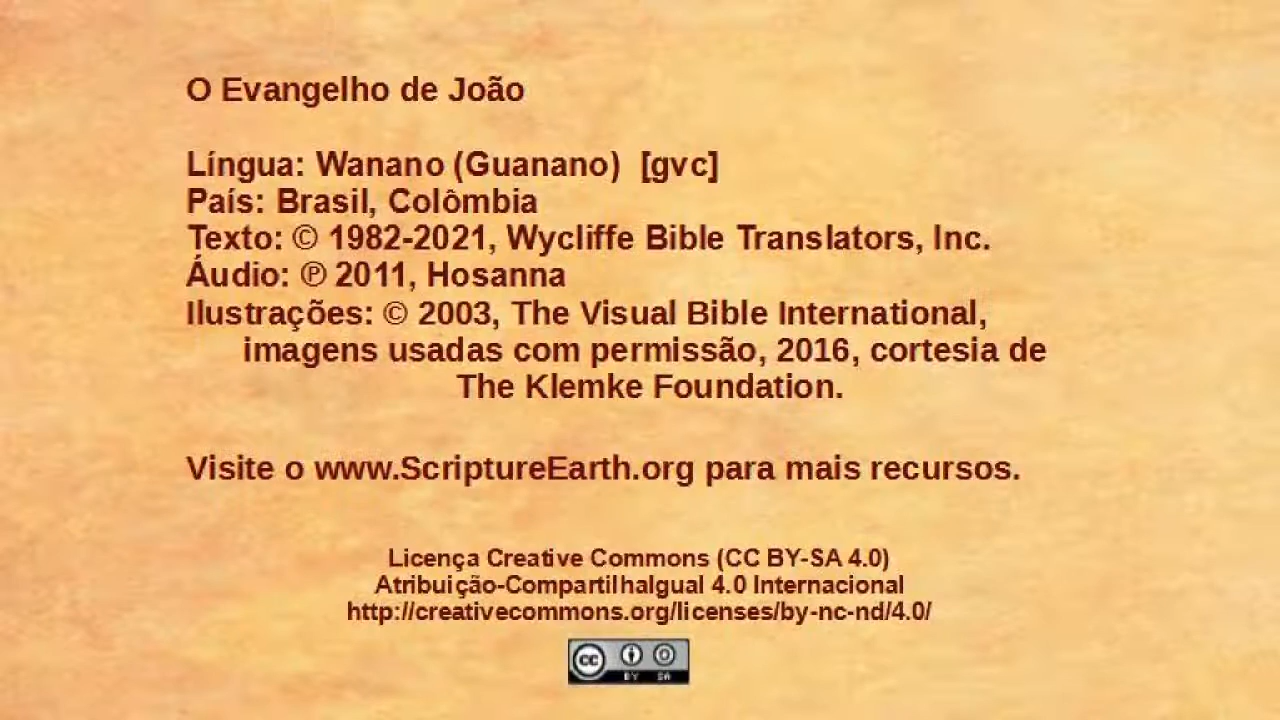 O Evangelho de João
Língua: Wanano (Guanano) [gvc]
País: Brasil, Colômbia
Texto: © 1982-2021, Wycliffe Bible Translators, Inc.
Áudio: ℗ 2011, Hosanna
Ilustrações: © 2003, The Visual Bible International,
imagens usadas com permissão, 2016, cortesia de
The Klemke Foundation.
Visite o www.ScriptureEarth.org para mais recursos.
Licença Creative Commons (CC BY-SA 4.0)
Atribuição-CompartilhaIgual 4.0 Internacional
http://creativecommons.org/licenses/by-nc-nd/4.0/
cc BY SA